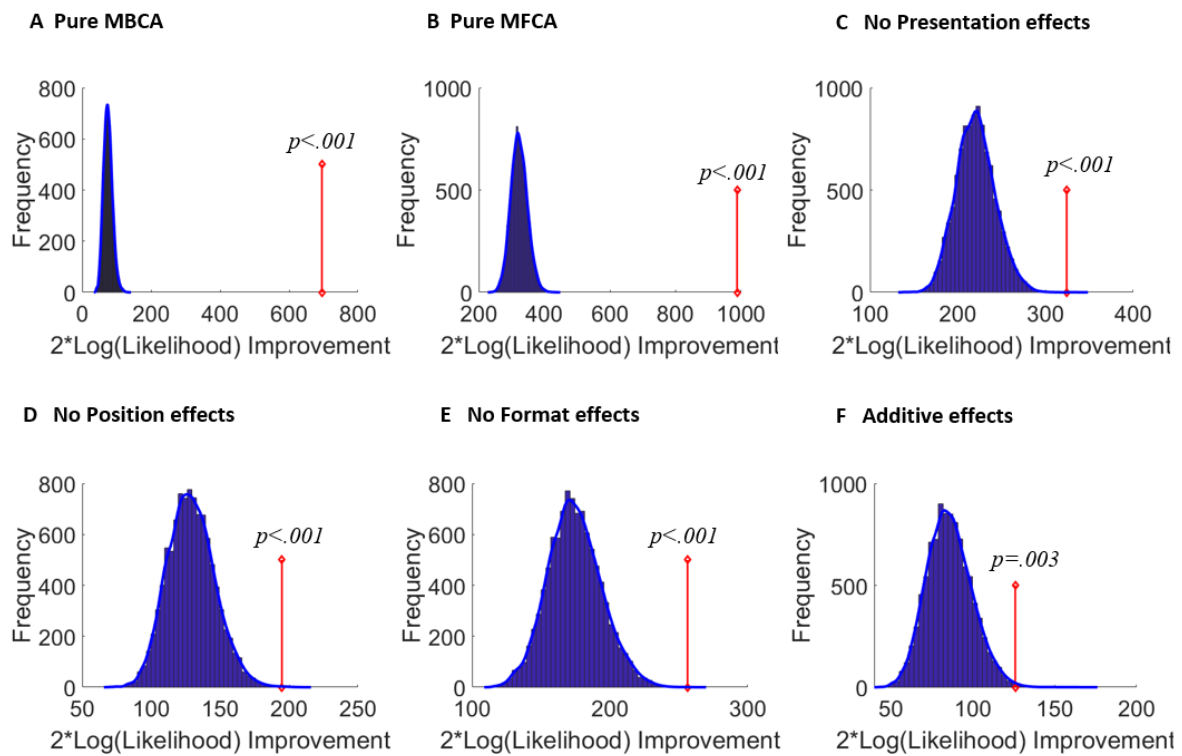 A Pure MBCA
B Pure MFCA
C No Presentation effects
800
600
400
200
0
Frequency
p<.001
0 200 400 600 800
2*Log(Likelihood) Improvement
1000
500
0
Frequency
p<.001
200 400 600 800 1000
2*Log(Likelihood) Improvement
1000
500
0
Frequency
p<.001
100 200 300 400
2*Log(Likelihood) Improvement
D No Position effects
E No Format effects
F Additive effects
800
600
400
200
0
Frequency
p<.001
50 100 150 200 250
2*Log(Likelihood) Improvement
800
600
400
200
0
Frequency
p<.001
100 200 300
2*Log(Likelihood) Improvement
1000
500
0
Frequency
p=.003
50 100 150 200
2*Log(Likelihood) Improvement